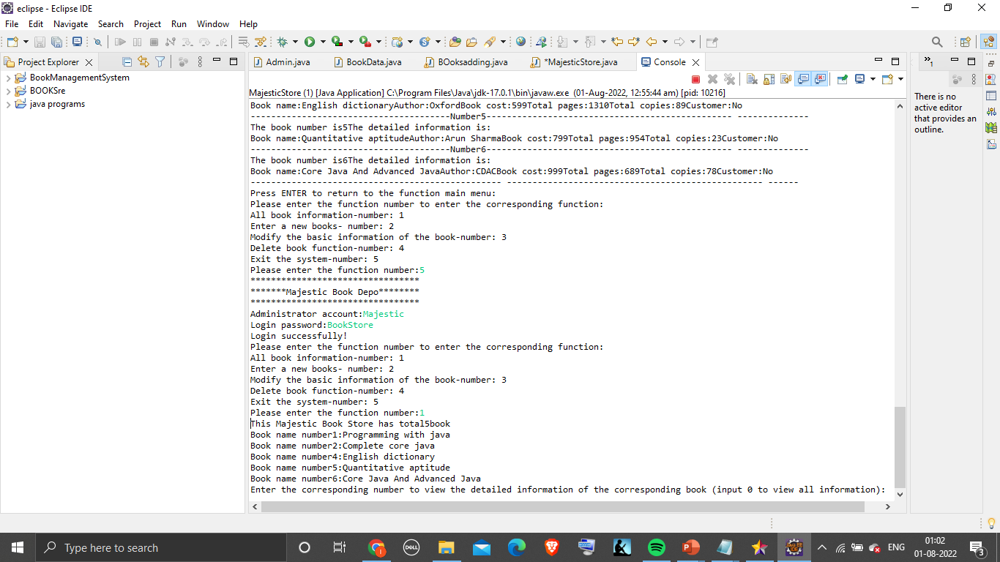 eclipse - Eclipse IDE
File Edit Navigate Search Project Run Window Help
Project Explorer
Admin.java BookData.java BOoksadding.java *MajesticStore.java Console
1
BookManagementSystem
BOOKSre
java programs
MajesticStore (1) [Java Application] C:\Program Files\Java\jdk-17.0.1\bin\javaw.exe (01-Aug-2022, 12:55:44 am) [pid: 10216]
Book name:English dictionaryAuthor:OxfordBook cost:599Total pages:1310Total copies:89Customer:No
---------------------------------------Number5------------------------------------------------ --------------
The book number is5The detailed information is:
Book name:Quantitative aptitudeAuthor:Arun SharmaBook cost:799Total pages:954Total copies:23Customer:No
---------------------------------------Number6------------------------------------------------ --------------
The book number is6The detailed information is:
Book name:Core Java And Advanced JavaAuthor:CDACBook cost:999Total pages:689Total copies:78Customer:No
------------------------------------------------- -------------------------------------------------- ------
Press ENTER to return to the function main menu:
Please enter the function number to enter the corresponding function:
All book information-number: 1
Enter a new books- number: 2
Modify the basic information of the book-number: 3
Delete book function-number: 4
Exit the system-number: 5
Please enter the function number:5
*********************************
*******Majestic Book Depo********
*********************************
Administrator account:Majestic
Login password:BookStore
Login successfully!
Please enter the function number to enter the corresponding function:
All book information-number: 1
Enter a new books- number: 2
Modify the basic information of the book-number: 3
Delete book function-number: 4
Exit the system-number: 5
Please enter the function number:1
This Majestic Book Store has total5book
Book name number1:Programming with java
Book name number2:Complete core java
Book name number4:English dictionary
Book name number5:Quantitative aptitude
Book name number6:Core Java And Advanced Java
Enter the corresponding number to view the detailed information of the corresponding book (input 0 to view all information):
There is no
active editor
that provides an
outline.
Type here to search
DELL
ENG
01:02
01-08-2022
3